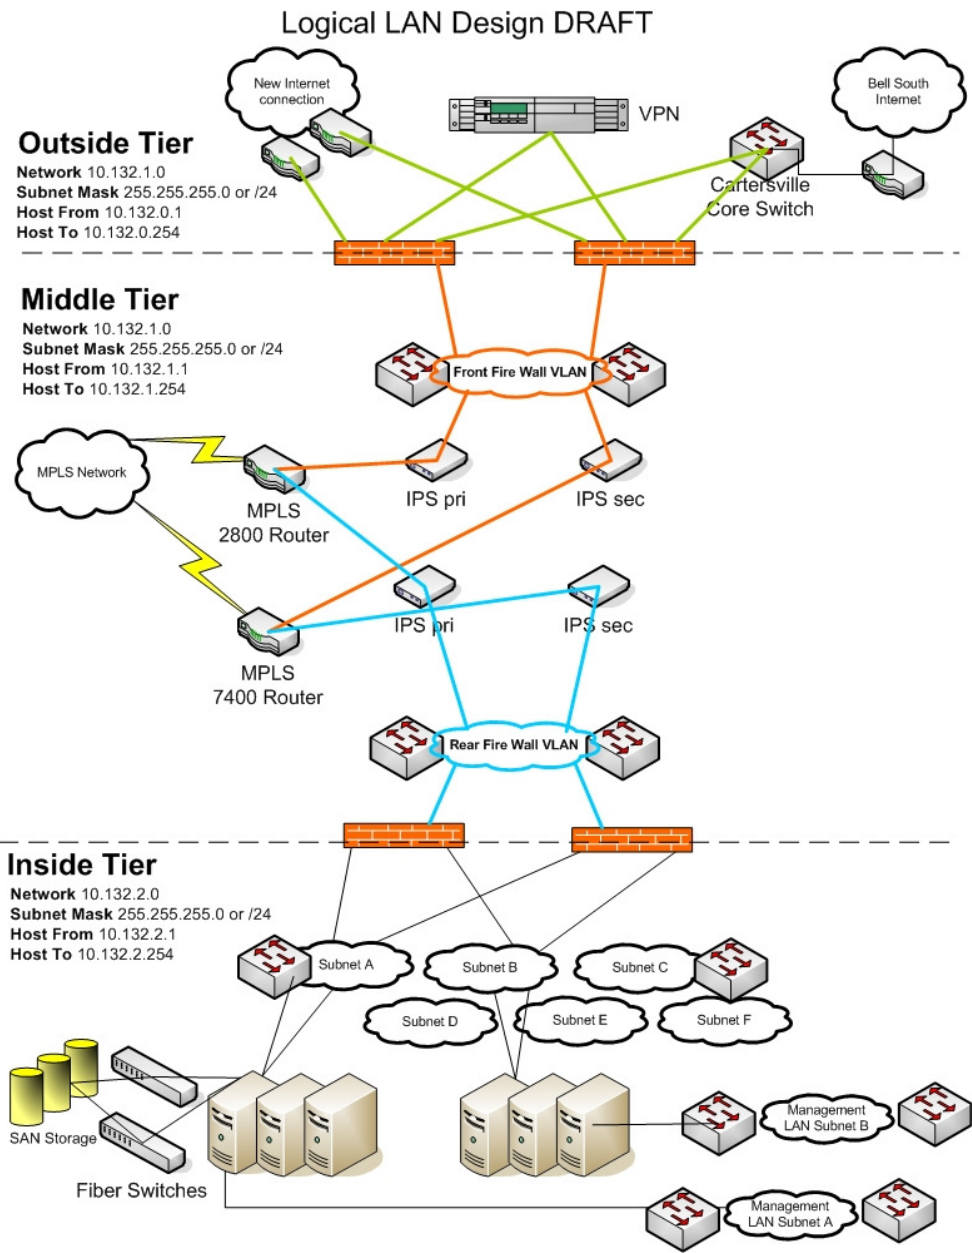 Logical LAN Design DRAFT
New Internet
connection
VPN
Bell South
Internet
Outside Tier
Network 10.132.1.0
Subnet Mask 255.255.255.0 or /24
Host From 10.132.0.1
Host To 10.132.0.254
Cartersville
Core Switch
Middle Tier
Network 10.132.1.0
Subnet Mask 255.255.255.0 or /24
Host From 10.132.1.1
Host To 10.132.1.254
Front Fire Wall VLAN
MPLS Network
MPLS
2800 Router
IPS pri
IPS sec
IPS pri
IPS sec
MPLS
7400 Router
Rear Fire Wall VLAN
Inside Tier
Network 10.132.2.0
Subnet Mask 255.255.255.0 or /24
Host From 10.132.2.1
Host To 10.132.2.254
Subnet A
Subnet B
Subnet C
Subnet D
Subnet E
Subnet F
SAN Storage
Fiber Switches
Management
LAN Subnet B
Management
LAN Subnet A